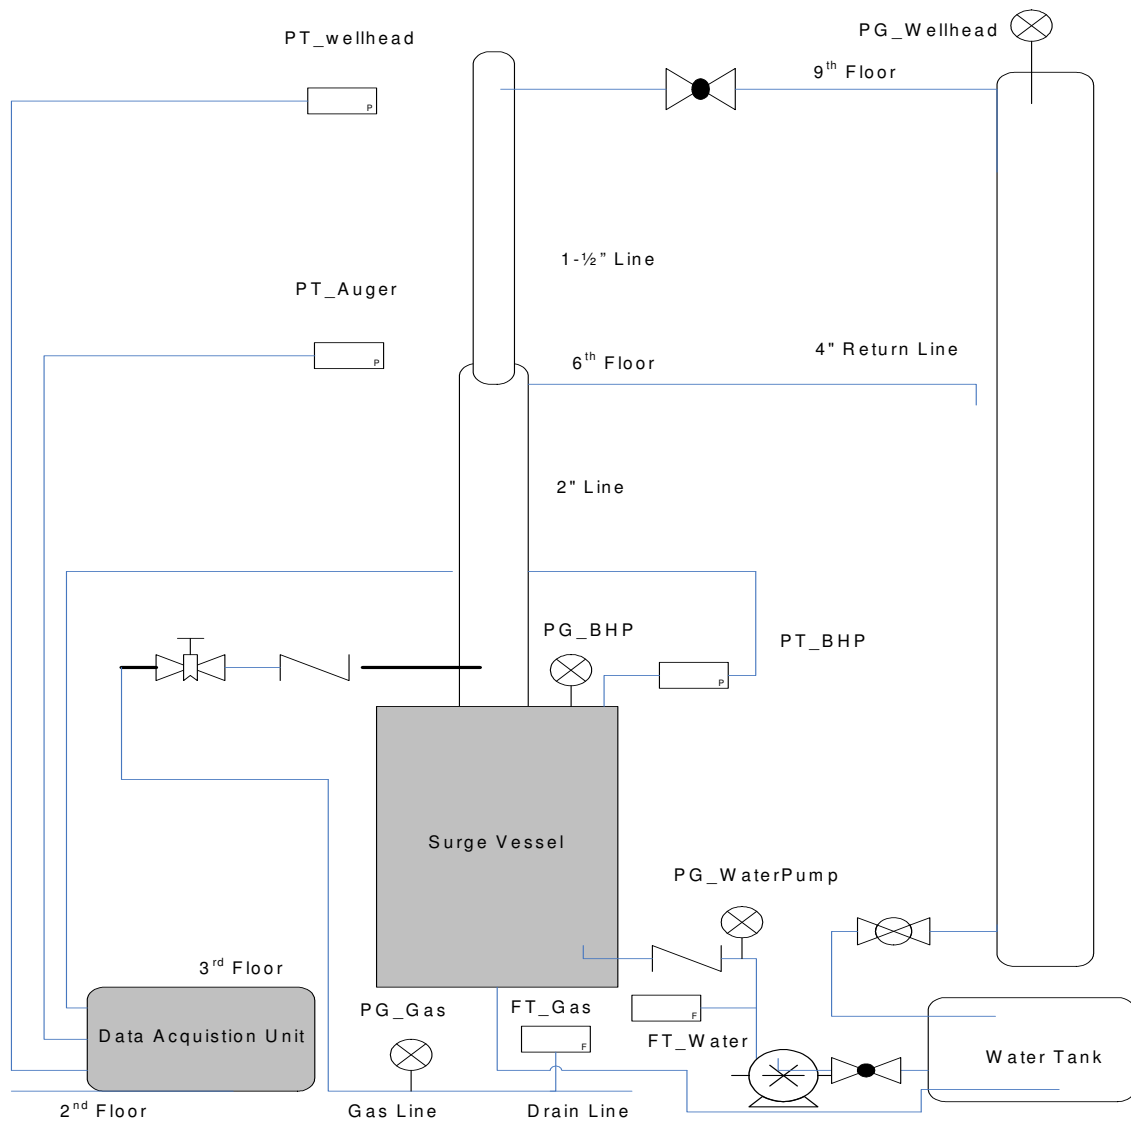 PT_wellhead
PG_Wellhead
9th Floor
P
1-½” Line
PT_Auger
4" Return Line
6th Floor
P
2" Line
PG_BHP
PT_BHP
P
Surge Vessel
PG_WaterPump
3rd Floor
PG_Gas
FT_Gas
F
FT_Water
F
Data Acquistion Unit
Water Tank
2nd Floor
Gas Line
Drain Line